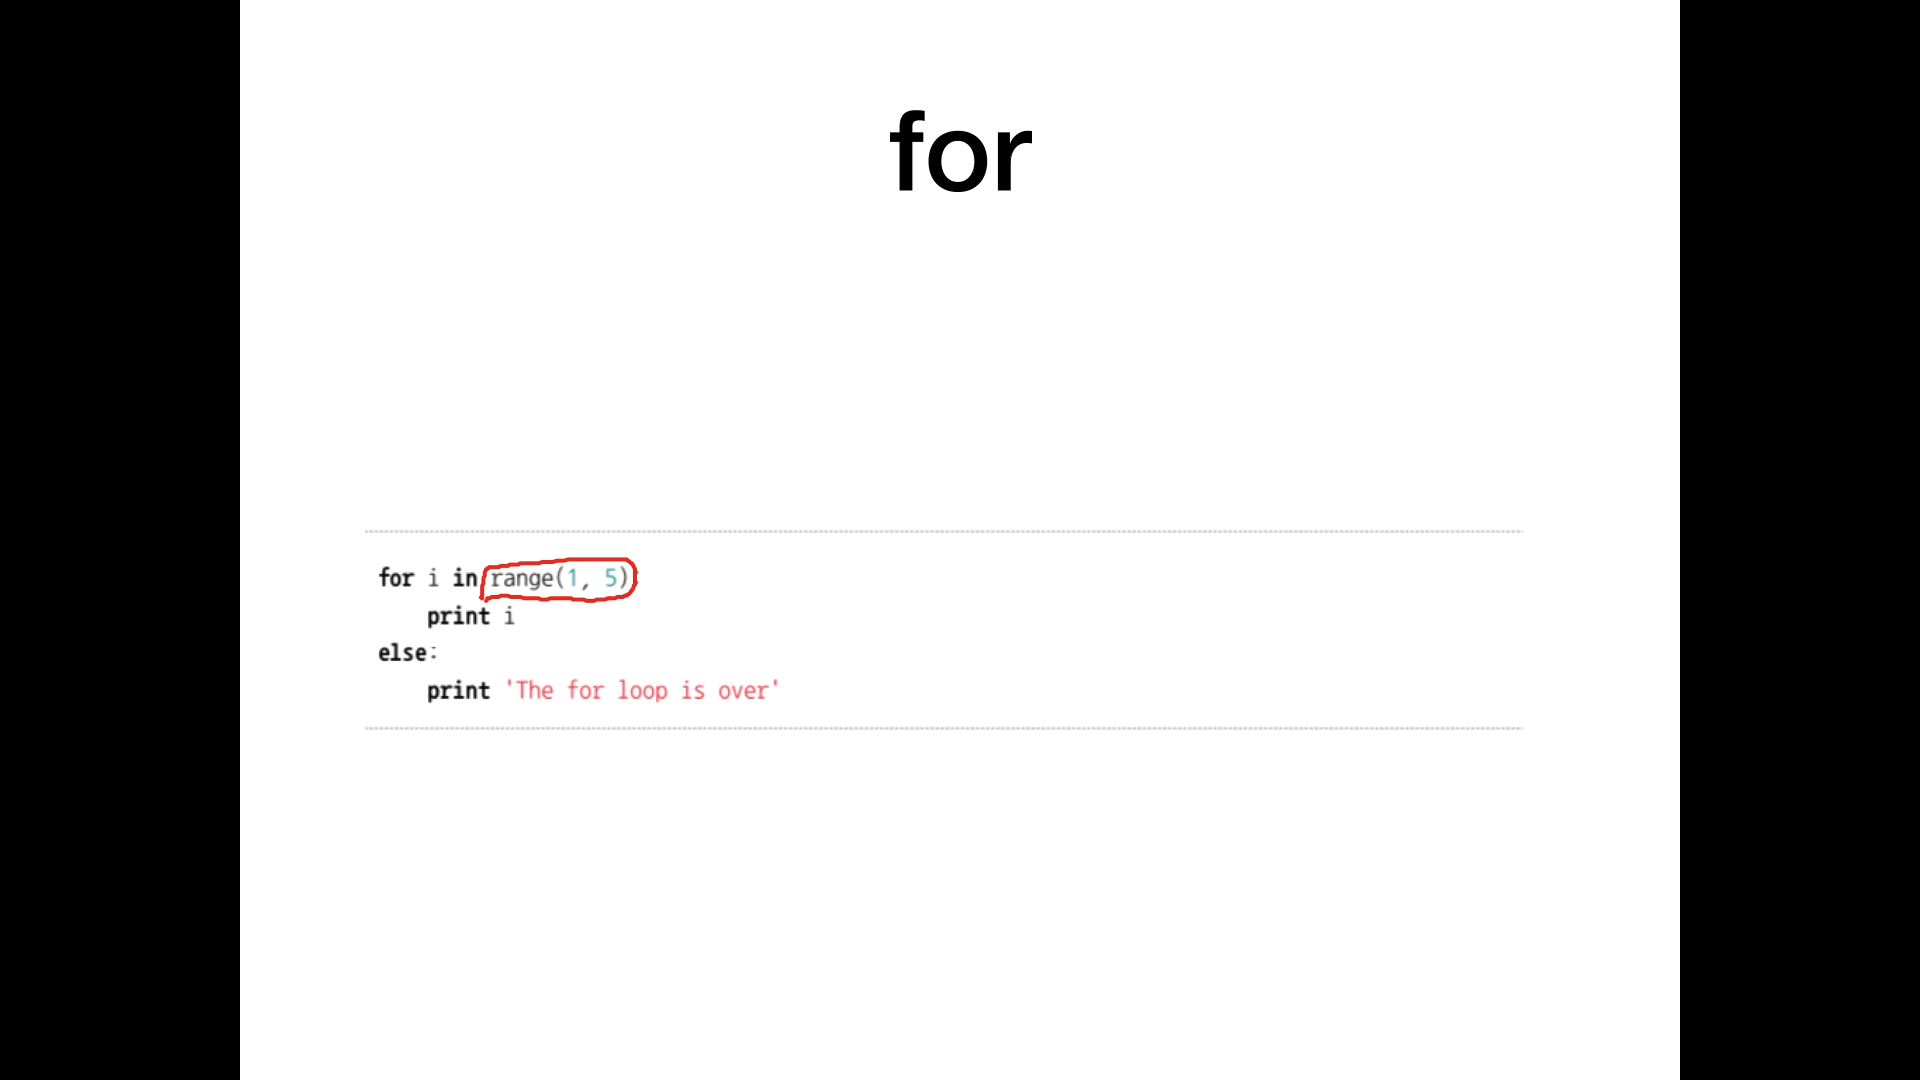 for
for i in range(1, 5)
    print i
else:
    print 'The for loop is over'